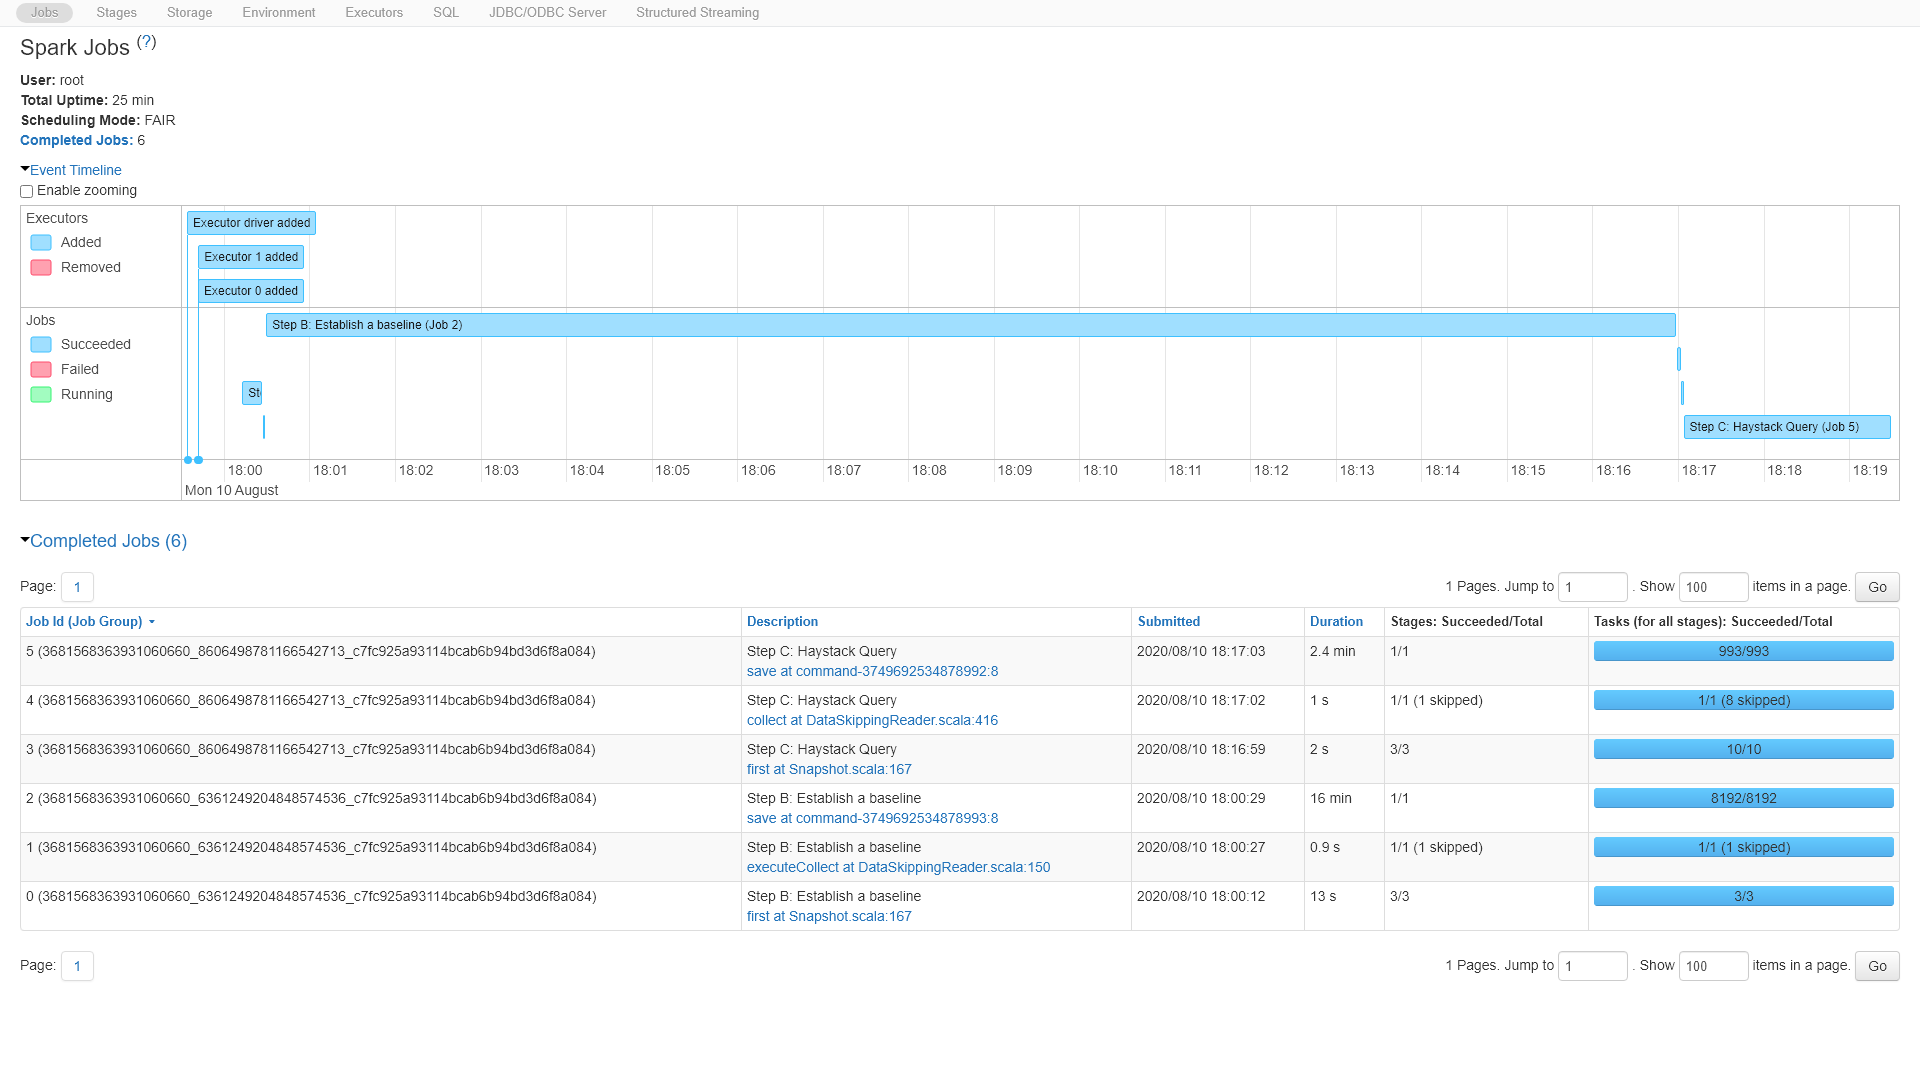 Jobs Stages Storage Environment Executors SQL JDBC/ODBC Server Structured Streaming
Spark Jobs (?)
User: root
Total Uptime: 25 min
Scheduling Mode: FAIR
Completed Jobs: 6
Event Timeline
Enable zooming
Executors
Added
Removed
Executor driver added
Executor 1 added
Executor 0 added
Jobs
Succeeded
Failed
Running
Step B: Establish a baseline (Job 2)
St
Step C: Haystack Query (Job 5)
18:00 18:01 18:02 18:03 18:04 18:05 18:06 18:07 18:08 18:09 18:10 18:11 18:12 18:13 18:14 18:15 18:16 18:17 18:18 18:19
Mon 10 August
Completed Jobs (6)
Page: 1 1 Pages. Jump to 1 . Show 100 items in a page. Go
Job Id (Job Group) Description Submitted Duration Stages: Succeeded/Total Tasks (for all stages): Succeeded/Total
5 (3681568363931060660_8606498781166542713_c7fc925a93114bcab6b94bd3d6f8a084) Step C: Haystack Query 2020/08/10 18:17:03 2.4 min 1/1 993/993
save at command-3749692534878992:8
4 (3681568363931060660_8606498781166542713_c7fc925a93114bcab6b94bd3d6f8a084) Step C: Haystack Query 2020/08/10 18:17:02 1 s 1/1 (1 skipped) 1/1 (8 skipped)
collect at DataSkippingReader.scala:416
3 (3681568363931060660_8606498781166542713_c7fc925a93114bcab6b94bd3d6f8a084) Step C: Haystack Query 2020/08/10 18:16:59 2 s 3/3 10/10
first at Snapshot.scala:167
2 (3681568363931060660_6361249204848574536_c7fc925a93114bcab6b94bd3d6f8a084) Step B: Establish a baseline 2020/08/10 18:00:29 16 min 1/1 8192/8192
save at command-3749692534878993:8
1 (3681568363931060660_6361249204848574536_c7fc925a93114bcab6b94bd3d6f8a084) Step B: Establish a baseline 2020/08/10 18:00:27 0.9 s 1/1 (1 skipped) 1/1 (1 skipped)
executeCollect at DataSkippingReader.scala:150
0 (3681568363931060660_6361249204848574536_c7fc925a93114bcab6b94bd3d6f8a084) Step B: Establish a baseline 2020/08/10 18:00:12 13 s 3/3 3/3
first at Snapshot.scala:167
Page: 1 1 Pages. Jump to 1 . Show 100 items in a page. Go